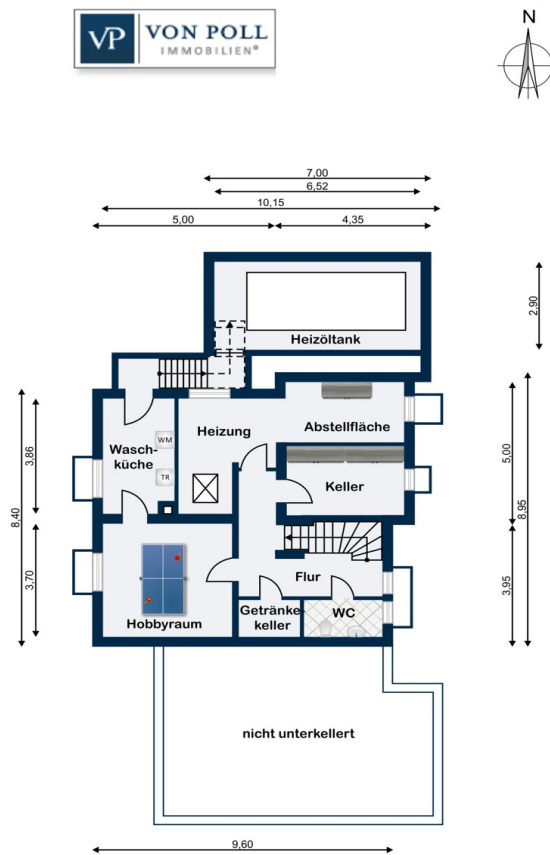 VP VON POLL
IMMOBILIEN®
N
7,00
6,52
10,15
5,00
4,35
2,90
Heizöltank
Heizung
Abstellfläche
Wasch-
küche
WM
TR
Keller
8,40
3,86
3,70
5,00
8,95
3,95
Flur
Hobbyraum
Getränke-
keller
WC
nicht unterkellert
9,60